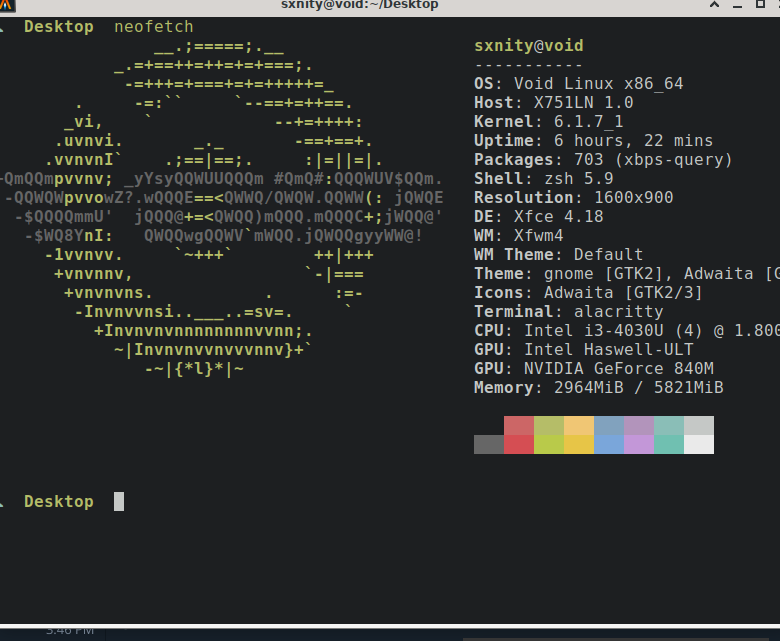 sxnity@void:~/Desktop
Desktop neofetch
__.;=====;.__
_.=+==++=++=+=+===;.
-=+++=+===+=+=+++++=_
. -=:`` `--==+=++==.
_vi, ` --+=++++:
.uvnvi. _._ -==+==+.
.vvnvnI` .;==|==;. :|=||=|.
+QmQQmpvvnv; _yYsyQQWUUQQQm #QmQ#:QQQWUV$QQm.
-QQWQWpvvowZ?.wQQQE==<QWWQ/QWQW.QQWW(: jQWQE
-$QQQQmmU' jQQQ@+=<QWQQ)mQQQ.mQQQC+;jWQQ@'
-$WQ8YnI: QWQQwgQQWV`mWQQ.jQWQQgyyWW@!
-1vvnvv. `~+++` ++|+++
+vnvnnv, `-|===
+vnvnvns. . :=-
-Invnvvnsi..___..=sv=. `
+Invnvnvnnnnnnnnvvnn;.
~|Invnvnvvnvvvnnv}+`
-~|{*l}*|~
sxnity@void
-----------
OS: Void Linux x86_64
Host: X751LN 1.0
Kernel: 6.1.7_1
Uptime: 6 hours, 22 mins
Packages: 703 (xbps-query)
Shell: zsh 5.9
Resolution: 1600x900
DE: Xfce 4.18
WM: Xfwm4
WM Theme: Default
Theme: gnome [GTK2], Adwaita [G
Icons: Adwaita [GTK2/3]
Terminal: alacritty
CPU: Intel i3-4030U (4) @ 1.800
GPU: Intel Haswell-ULT
GPU: NVIDIA GeForce 840M
Memory: 2964MiB / 5821MiB
Desktop
3:46 PM